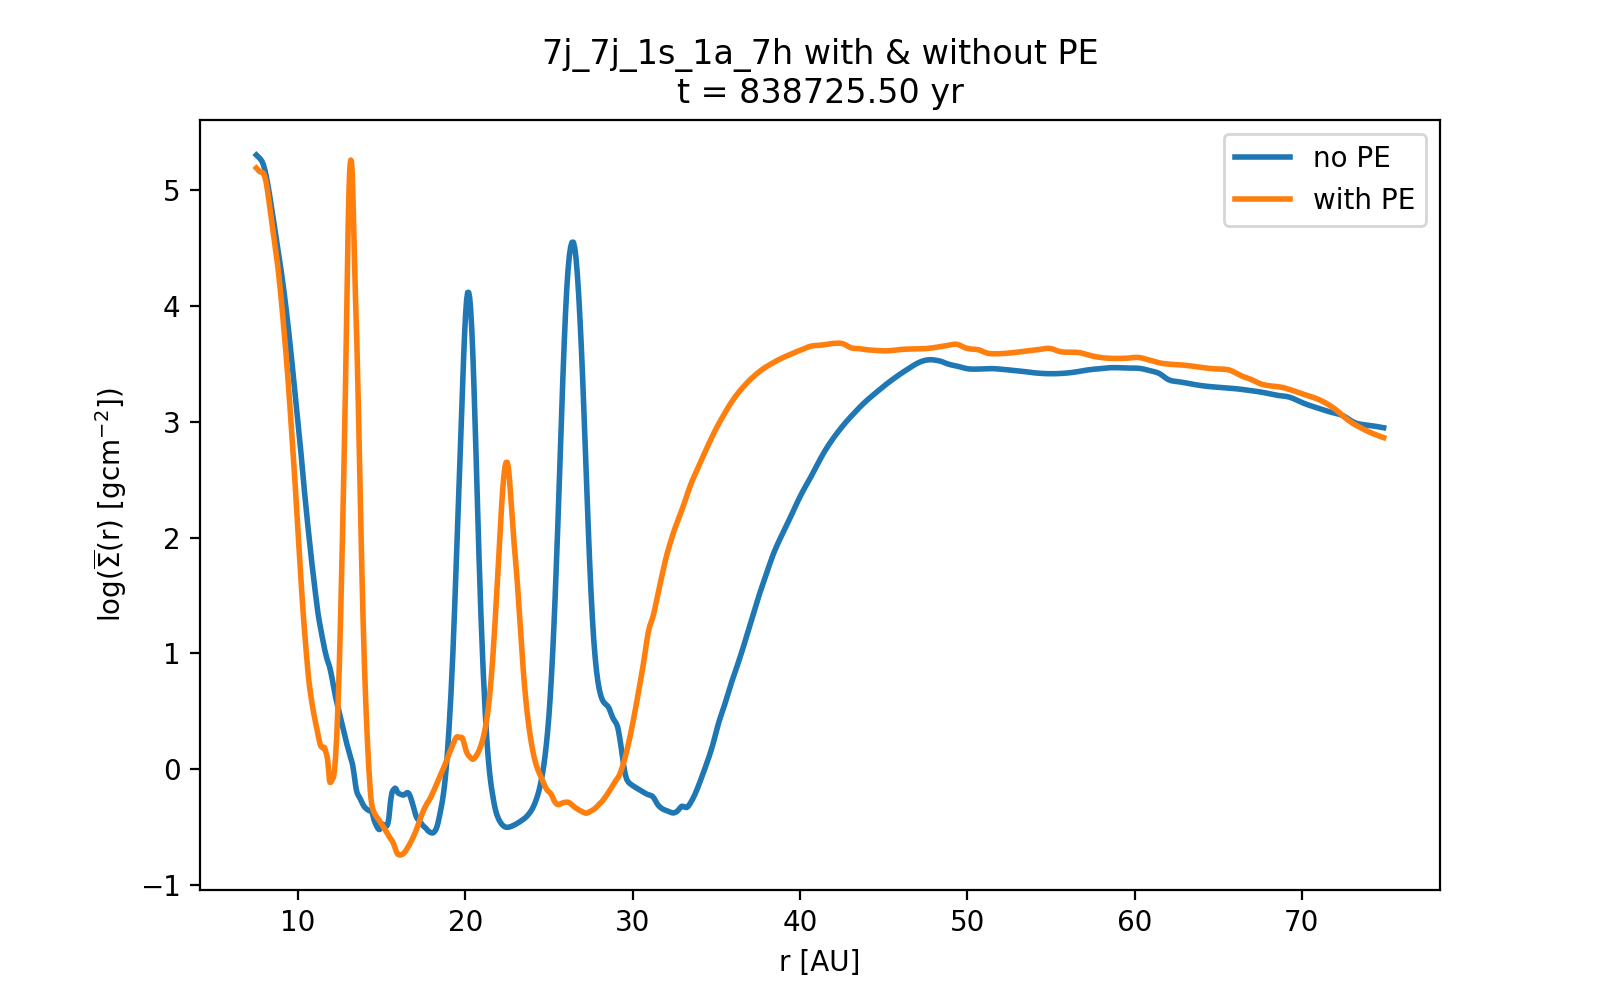 7j_7j_1s_1a_7h with & without PE
t = 838725.50 yr
no PE
with PE
5
4
3
2
1
0
−1
log(Σ̅(r) [gcm⁻²])
10 20 30 40 50 60 70
r [AU]